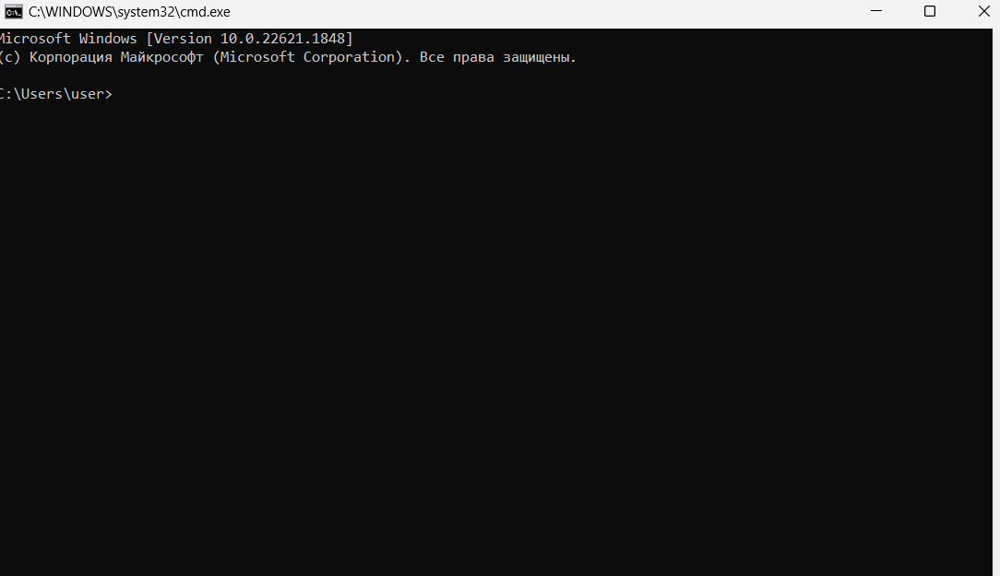 C:\WINDOWS\system32\cmd.exe
Microsoft Windows [Version 10.0.22621.1848]
(c) Корпорация Майкрософт (Microsoft Corporation). Все права защищены.
C:\Users\user>